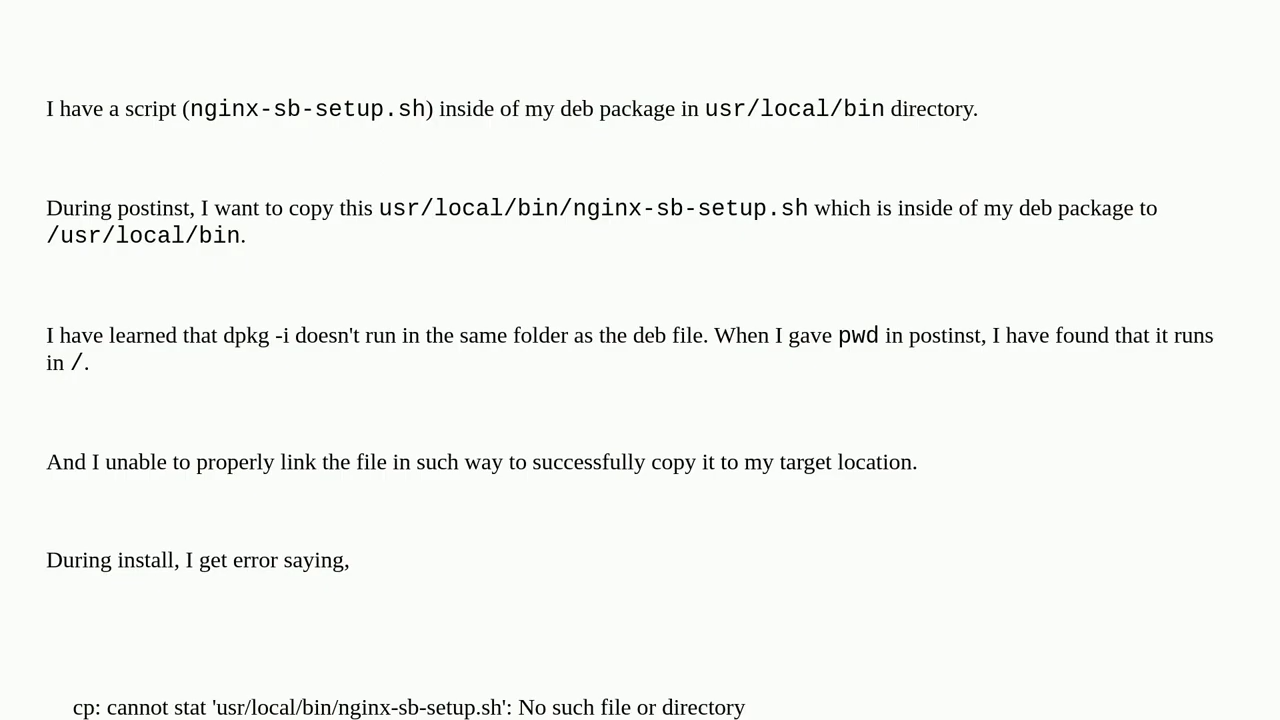 I have a script (nginx-sb-setup.sh) inside of my deb package in usr/local/bin directory.
During postinst, I want to copy this usr/local/bin/nginx-sb-setup.sh which is inside of my deb package to
/usr/local/bin.
I have learned that dpkg -i doesn't run in the same folder as the deb file. When I gave pwd in postinst, I have found that it runs
in /.
And I unable to properly link the file in such way to successfully copy it to my target location.
During install, I get error saying,
cp: cannot stat 'usr/local/bin/nginx-sb-setup.sh': No such file or directory